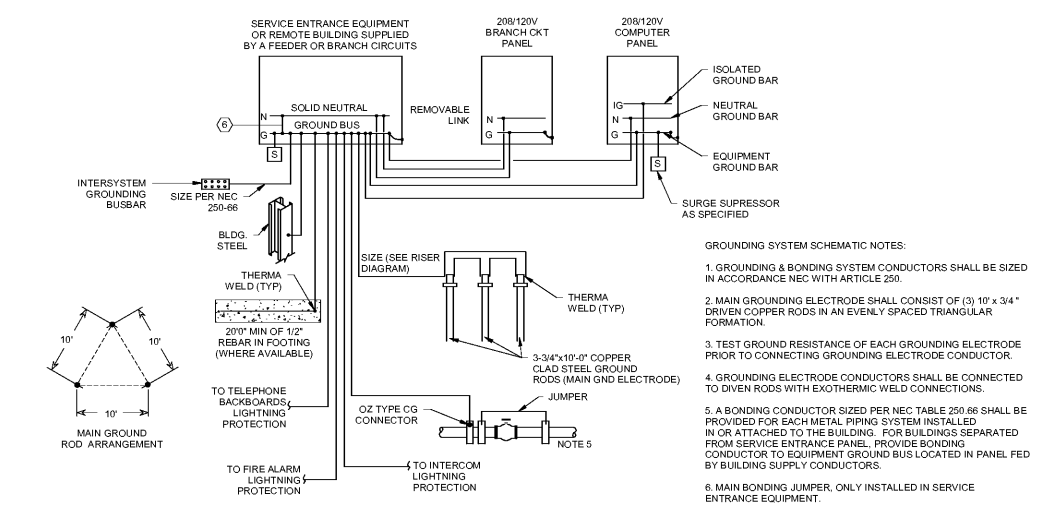 SERVICE ENTRANCE EQUIPMENT
OR REMOTE BUILDING SUPPLIED
BY A FEEDER OR BRANCH CIRCUITS
208/120V
BRANCH CKT
PANEL
208/120V
COMPUTER
PANEL
ISOLATED
GROUND BAR
IG
SOLID NEUTRAL
REMOVABLE
LINK
NEUTRAL
GROUND BAR
N
N
N
6
GROUND BUS
G
G
G
S
S
EQUIPMENT
GROUND BAR
INTERSYSTEM
GROUNDING
BUSBAR
SIZE PER NEC
250-66
SURGE SUPRESSOR
AS SPECIFIED
BLDG.
STEEL
SIZE (SEE RISER
DIAGRAM)
THERMA
WELD (TYP)
THERMA
WELD (TYP)
20'0" MIN OF 1/2"
REBAR IN FOOTING
(WHERE AVAILABLE)
10'
10'
10'
MAIN GROUND
ROD ARRANGEMENT
3-3/4"x10'-0" COPPER
CLAD STEEL GROUND
RODS (MAIN GND ELECTRODE)
TO TELEPHONE
BACKBOARDS
LIGHTNING
PROTECTION
JUMPER
OZ TYPE CG
CONNECTOR
NOTE 5
TO FIRE ALARM
LIGHTNING
PROTECTION
TO INTERCOM
LIGHTNING
PROTECTION
GROUNDING SYSTEM SCHEMATIC NOTES:
1. GROUNDING & BONDING SYSTEM CONDUCTORS SHALL BE SIZED
IN ACCORDANCE NEC WITH ARTICLE 250.
2. MAIN GROUNDING ELECTRODE SHALL CONSIST OF (3) 10' x 3/4 "
DRIVEN COPPER RODS IN AN EVENLY SPACED TRIANGULAR
FORMATION.
3. TEST GROUND RESISTANCE OF EACH GROUNDING ELECTRODE
PRIOR TO CONNECTING GROUNDING ELECTRODE CONDUCTOR.
4. GROUNDING ELECTRODE CONDUCTORS SHALL BE CONNECTED
TO DIVEN RODS WITH EXOTHERMIC WELD CONNECTIONS.
5. A BONDING CONDUCTOR SIZED PER NEC TABLE 250.66 SHALL BE
PROVIDED FOR EACH METAL PIPING SYSTEM INSTALLED
IN OR ATTACHED TO THE BUILDING. FOR BUILDINGS SEPARATED
FROM SERVICE ENTRANCE PANEL, PROVIDE BONDING
CONDUCTOR TO EQUIPMENT GROUND BUS LOCATED IN PANEL FED
BY BUILDING SUPPLY CONDUCTORS.
6. MAIN BONDING JUMPER, ONLY INSTALLED IN SERVICE
ENTRANCE EQUIPMENT.